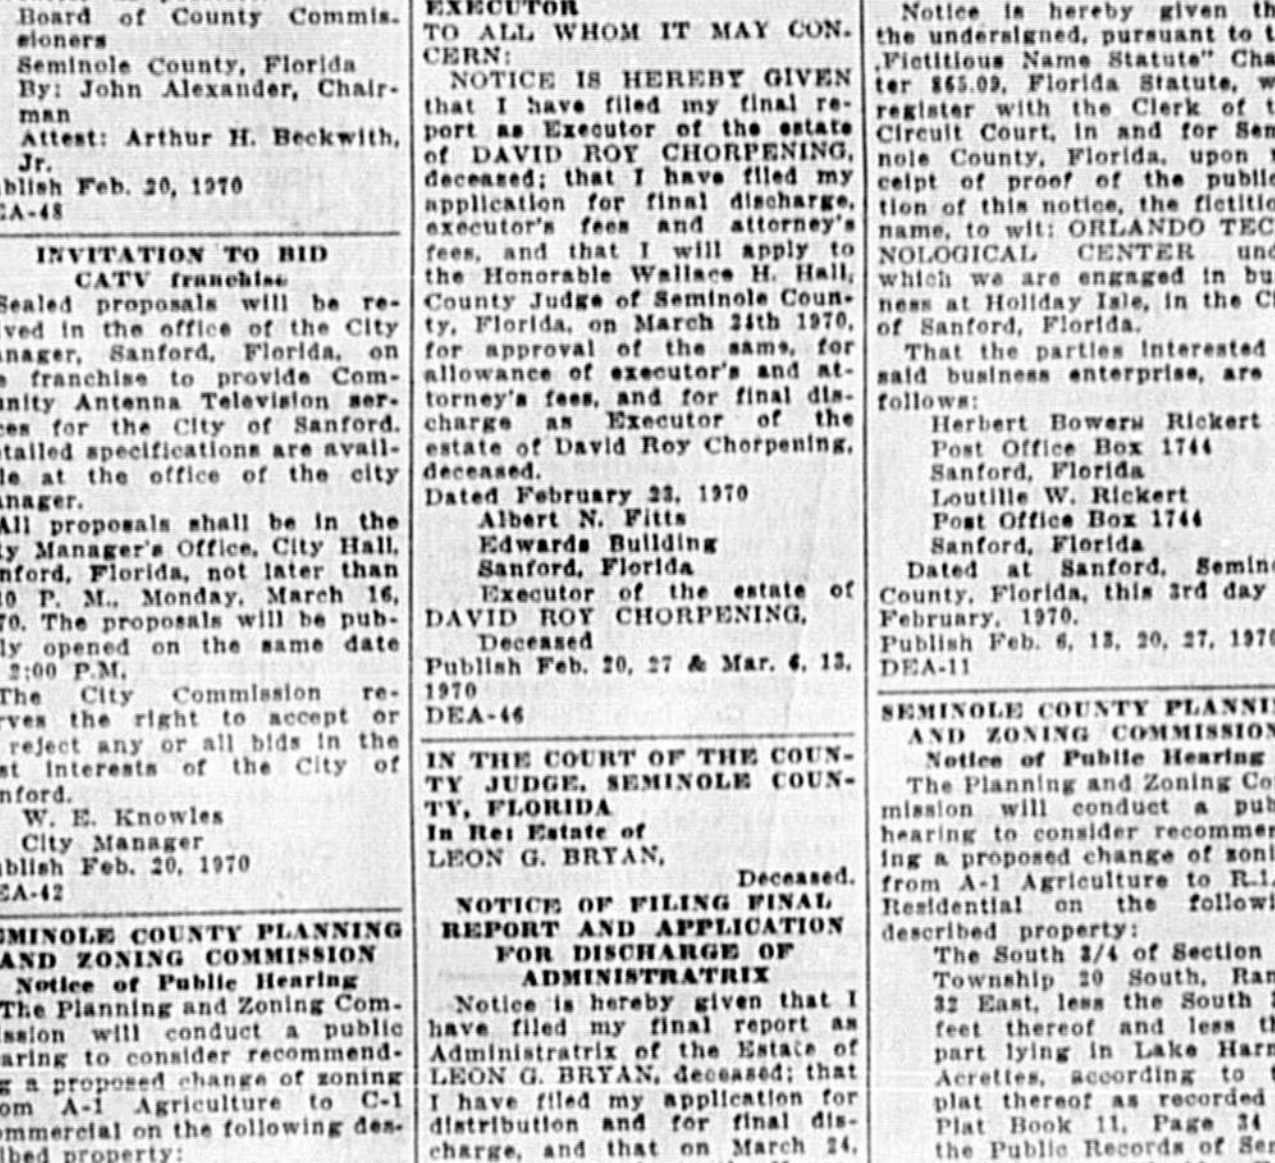 Board of County Commis-
sioners
Seminole County, Florida
By: John Alexander, Chair-
man
Attest: Arthur H. Beckwith,
Jr.
blish Feb. 20, 1970
EA-48
INVITATION TO BID
CATV franchise
Sealed proposals will be re-
ived in the office of the City
anager, Sanford, Florida, on
e franchise to provide Com-
unity Antenna Television ser-
ces for the City of Sanford.
etailed specifications are avail-
le at the office of the city
anager.
All proposals shall be in the
ty Manager's Office, City Hall,
nford, Florida, not later than
P. M., Monday, March 16,
70. The proposals will be pub-
ly opened on the same date
2:00 P.M.
The City Commission re-
rves the right to accept or
reject any or all bids in the
st interests of the City of
nford.
W. E. Knowles
City Manager
blish Feb. 20, 1970
EA-42
EMINOLE COUNTY PLANNING
AND ZONING COMMISSION
Notice of Public Hearing
The Planning and Zoning Com-
ission will conduct a public
aring to consider recommend-
g a proposed change of zoning
om A-1 Agriculture to C-1
ommercial on the following des-
ibed property:
EXECUTOR
TO ALL WHOM IT MAY CON-
CERN:
NOTICE IS HEREBY GIVEN
that I have filed my final re-
port as Executor of the estate
of DAVID ROY CHORPENING,
deceased; that I have filed my
application for final discharge,
executor's fees and attorney's
fees, and that I will apply to
the Honorable Wallace H. Hall,
County Judge of Seminole Coun-
ty, Florida, on March 24th 1970,
for approval of the same, for
allowance of executor's and at-
torney's fees, and for final dis-
charge as Executor of the
estate of David Roy Chorpening,
deceased.
Dated February 23, 1970
Albert N. Fitts
Edwards Building
Sanford, Florida
Executor of the estate of
DAVID ROY CHORPENING,
Deceased
Publish Feb. 20, 27 & Mar. 6, 13,
1970
DEA-46
IN THE COURT OF THE COUN-
TY JUDGE, SEMINOLE COUN-
TY, FLORIDA
In Re: Estate of
LEON G. BRYAN,
Deceased.
NOTICE OF FILING FINAL
REPORT AND APPLICATION
FOR DISCHARGE OF
ADMINISTRATRIX
Notice is hereby given that I
have filed my final report as
Administratrix of the Estate of
LEON G. BRYAN, deceased; that
I have filed my application for
distribution and for final dis-
charge, and that on March 24,
Notice is hereby given th
the undersigned, pursuant to t
"Fictitious Name Statute" Cha
ter 865.09, Florida Statute, w
register with the Clerk of t
Circuit Court, in and for Sem
nole County, Florida, upon r
ceipt of proof of the public
tion of this notice, the fictitio
name, to wit: ORLANDO TEC
NOLOGICAL CENTER und
which we are engaged in bu
ness at Holiday Isle, in the Ci
of Sanford, Florida.
That the parties interested
said business enterprise, are
follows:
Herbert Bowers Rickert
Post Office Box 1744
Sanford, Florida
Loutille W. Rickert
Post Office Box 1744
Sanford, Florida
Dated at Sanford, Semino
County, Florida, this 3rd day
February, 1970.
Publish Feb. 6, 13, 20, 27, 1970
DEA-11
SEMINOLE COUNTY PLANNIN
AND ZONING COMMISSION
Notice of Public Hearing
The Planning and Zoning Co
mission will conduct a pub
hearing to consider recommen
ing a proposed change of zoni
from A-1 Agriculture to R-1
Residential on the followi
described property:
The South 3/4 of Section
Township 20 South, Ran
32 East, less the South
feet thereof and less th
part lying in Lake Harn
Acrettes, according to t
plat thereof as recorded
Plat Book 11, Page 34
the Public Records of Se